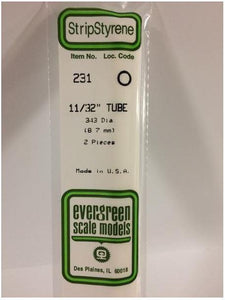 StripStyrene
Item No. Loc. Code
231
11/32" TUBE
.343 Dia
(8 7 mm)
2 Pieces
Made in U.S.A.
evergreen
scale models
Des Plaines, IL 60018